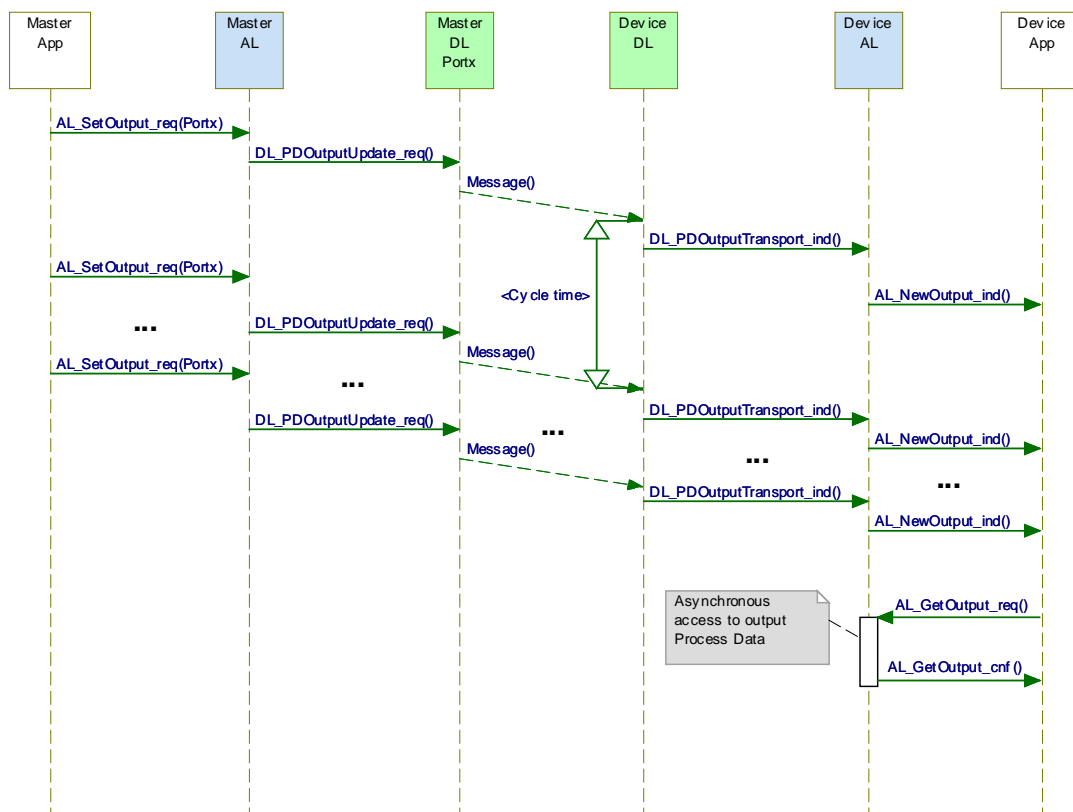 Master
App
Master
AL
Master
DL
Portx
Device
DL
Device
AL
Device
App
AL_SetOutput_req(Portx)
DL_PDOutputUpdate_req()
Message()
DL_PDOutputTransport_ind()
AL_SetOutput_req(Portx)
<Cycle time>
AL_NewOutput_ind()
...
DL_PDOutputUpdate_req()
Message()
AL_SetOutput_req(Portx)
...
DL_PDOutputTransport_ind()
DL_PDOutputUpdate_req()
...
AL_NewOutput_ind()
Message()
...
...
DL_PDOutputTransport_ind()
AL_NewOutput_ind()
Asynchronous
access to output
Process Data
AL_GetOutput_req()
AL_GetOutput_cnf()